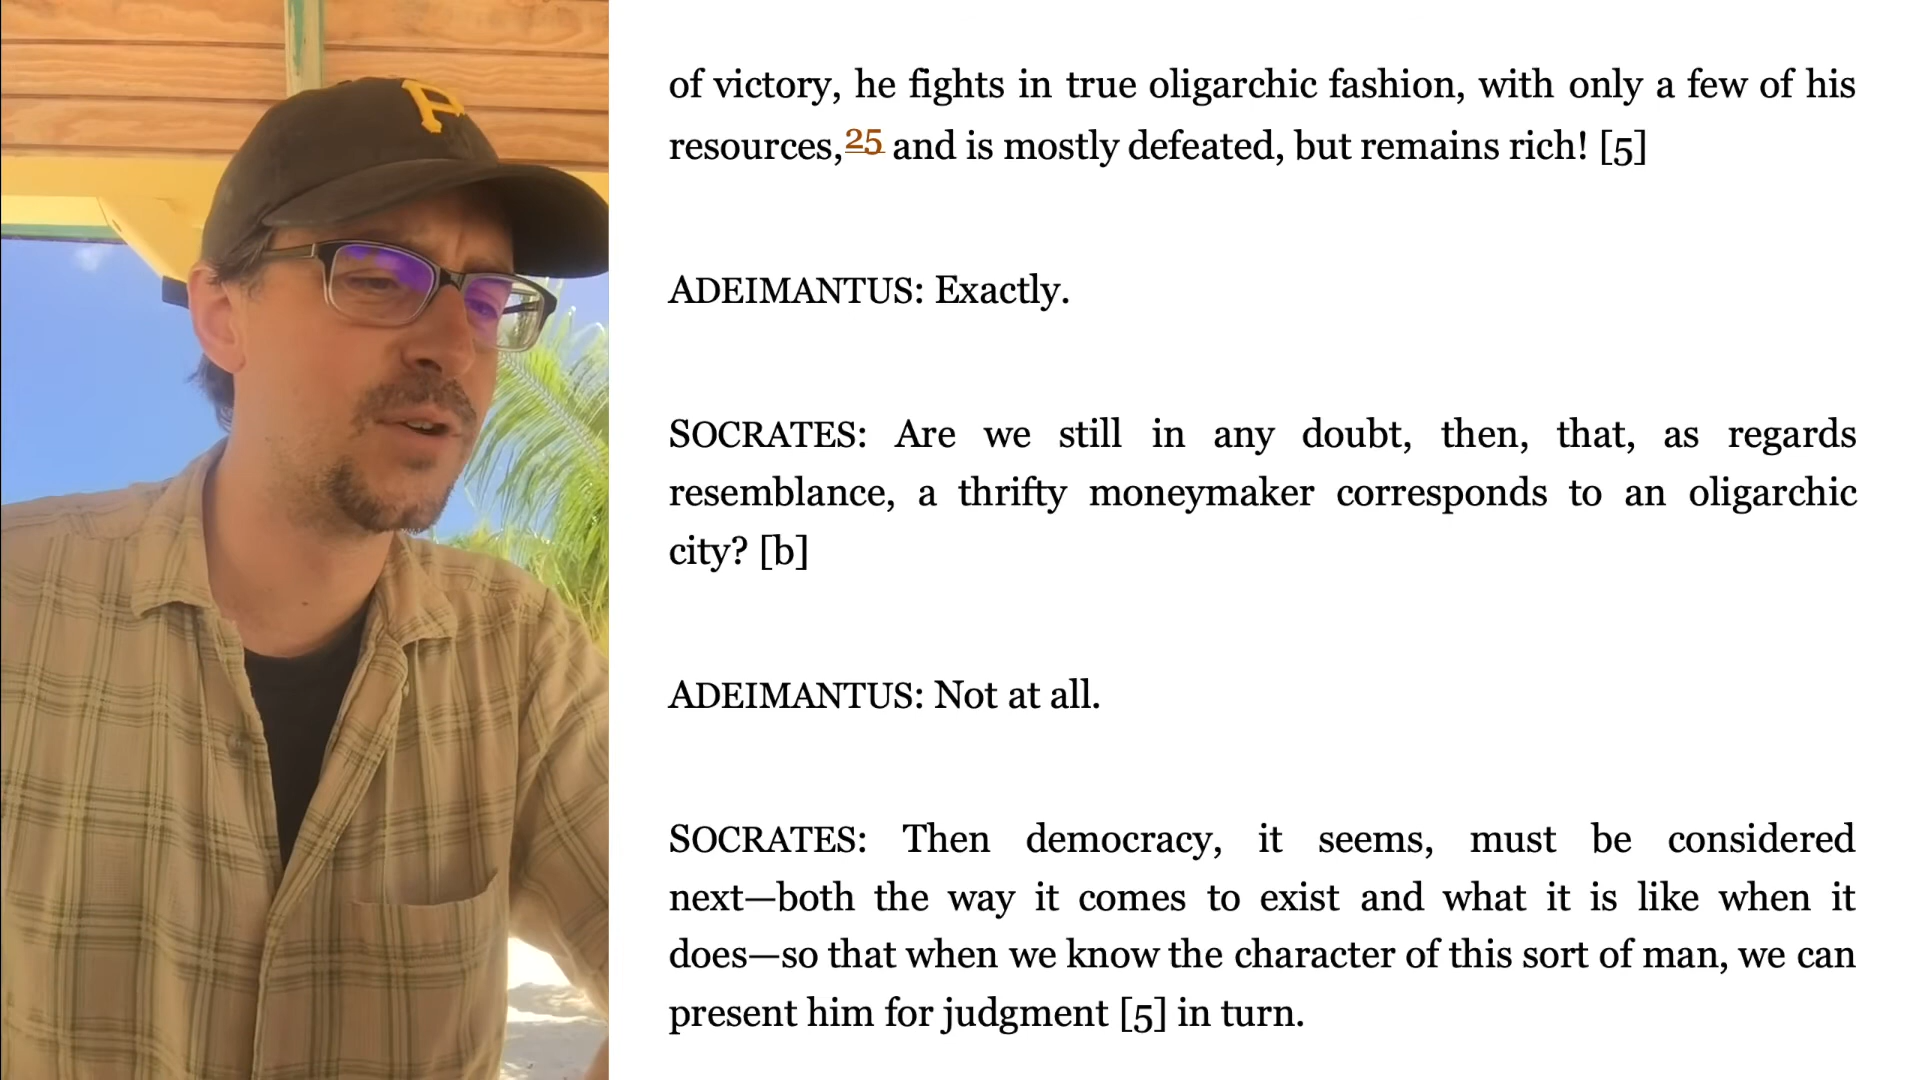 P
of victory, he fights in true oligarchic fashion, with only a few of his
resources,25 and is mostly defeated, but remains rich! [5]
ADEIMANTUS: Exactly.
SOCRATES: Are we still in any doubt, then, that, as regards
resemblance, a thrifty moneymaker corresponds to an oligarchic
city? [b]
ADEIMANTUS: Not at all.
SOCRATES: Then democracy, it seems, must be considered
next—both the way it comes to exist and what it is like when it
does—so that when we know the character of this sort of man, we can
present him for judgment [5] in turn.